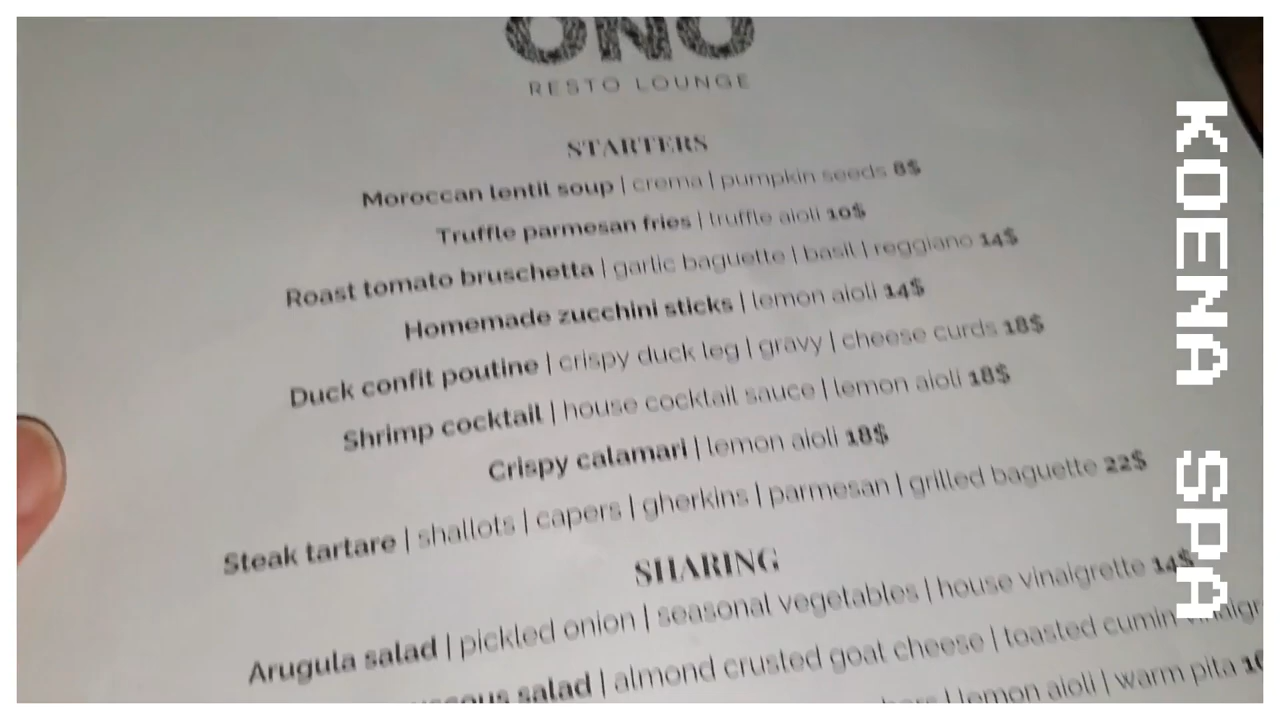 ONO
RESTO LOUNGE
STARTERS
Moroccan lentil soup | crema | pumpkin seeds 8$
Truffle parmesan fries | truffle aioli 10$
Roast tomato bruschetta | garlic baguette | basil | reggiano 14$
Homemade zucchini sticks | lemon aioli 14$
Duck confit poutine | crispy duck leg | gravy | cheese curds 18$
Shrimp cocktail | house cocktail sauce | lemon aioli 18$
Crispy calamari | lemon aioli 18$
Steak tartare | shallots | capers | gherkins | parmesan | grilled baguette 22$
SHARING
Arugula salad | pickled onion | seasonal vegetables | house vinaigrette 14$
salad | almond crusted goat cheese | toasted cumin
| lemon aioli | warm pita
KOENA SPA